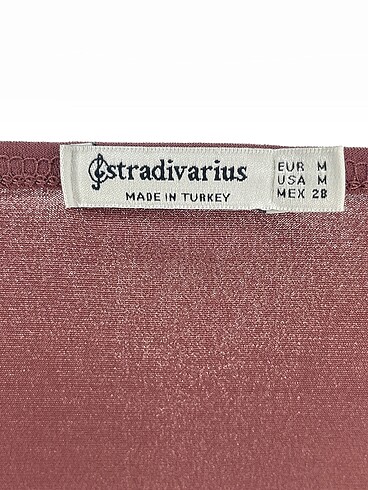 stradivarius
MADE IN TURKEY
EUR M
USA M
MEX 28